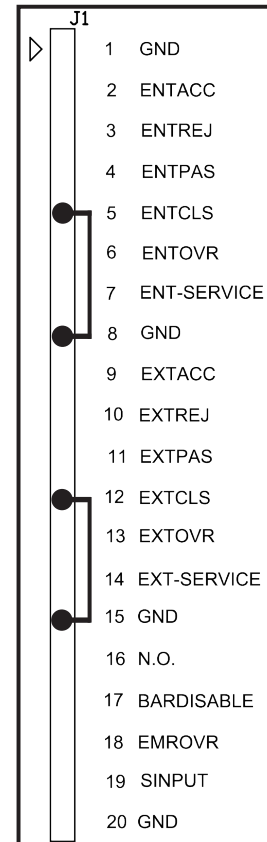 J1
1 GND
2 ENTACC
3 ENTREJ
4 ENTPAS
5 ENTCLS
6 ENTOVR
7 ENT-SERVICE
8 GND
9 EXTACC
10 EXTREJ
11 EXTPAS
12 EXTCLS
13 EXTOVR
14 EXT-SERVICE
15 GND
16 N.O.
17 BARDISABLE
18 EMROVR
19 SINPUT
20 GND